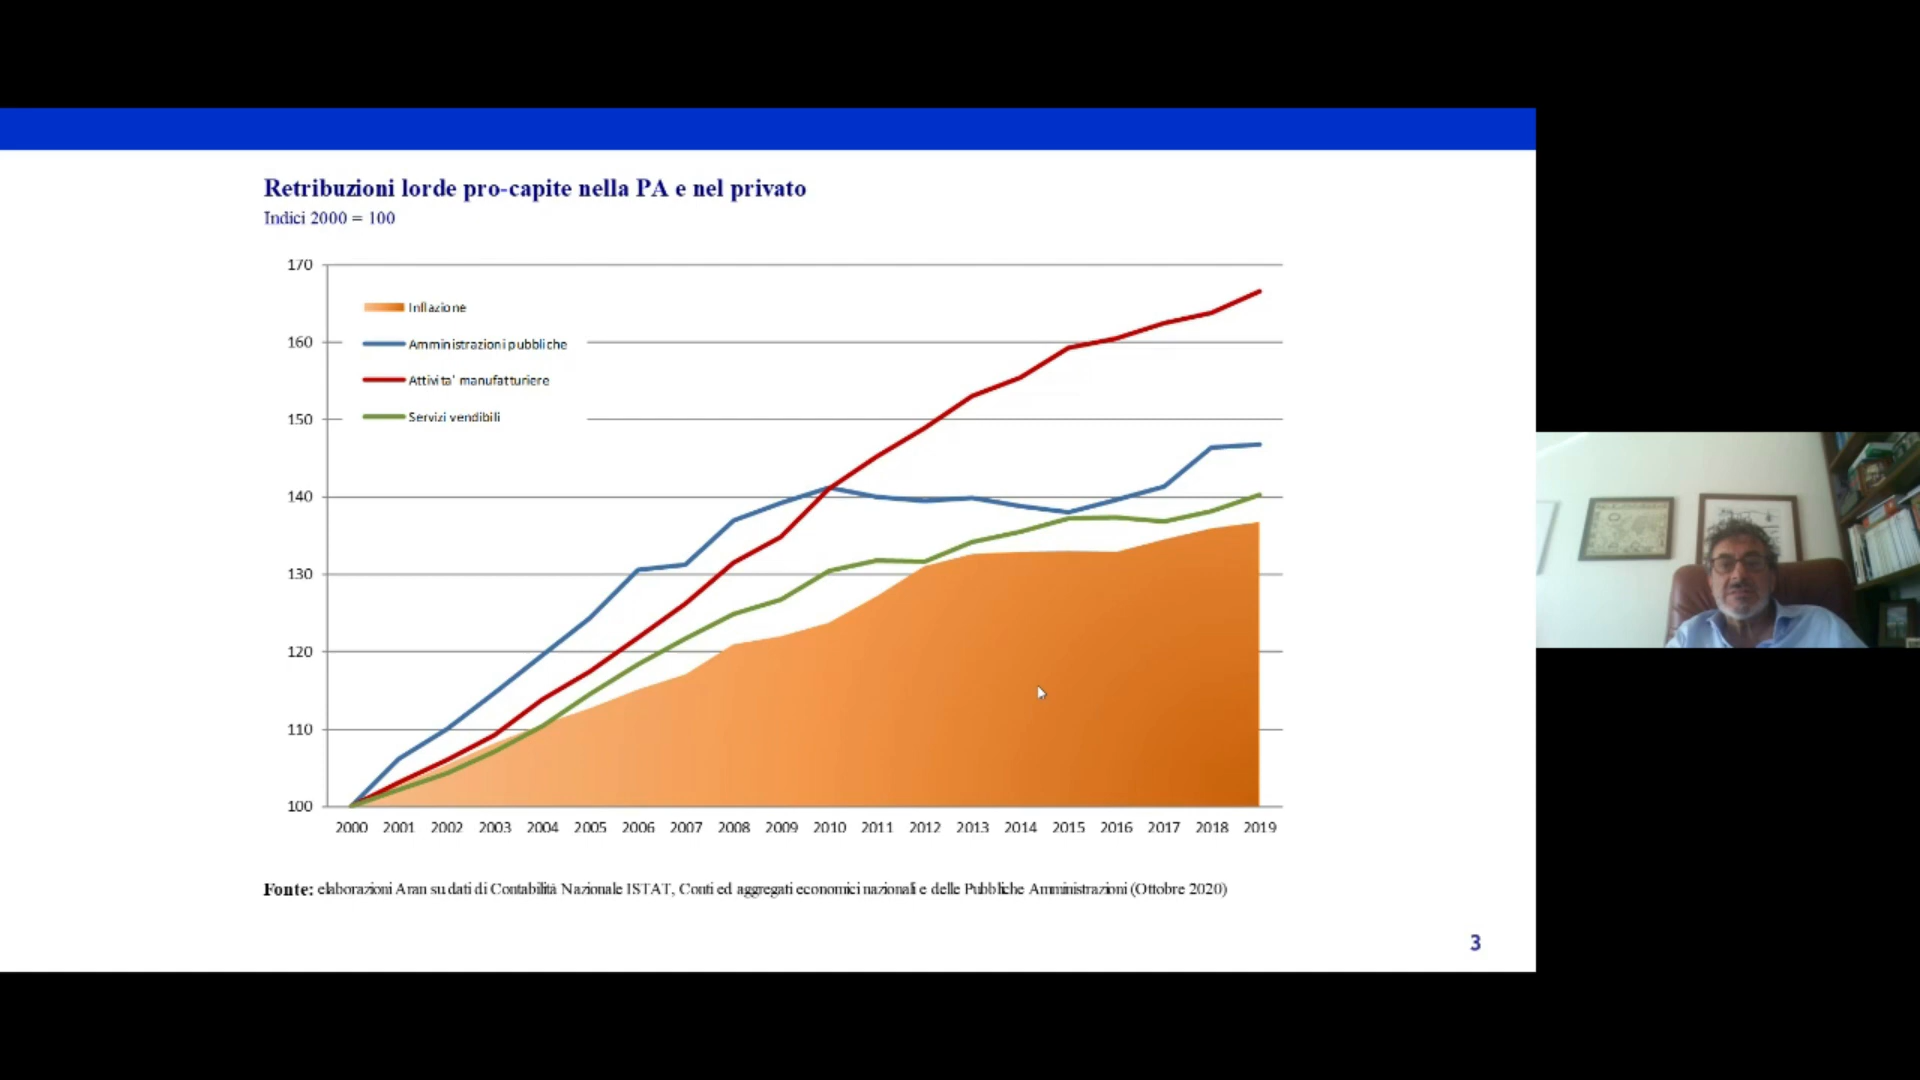 Retribuzioni lorde pro-capite nella PA e nel privato
Indici 2000 = 100
170
160
150
140
130
120
110
100
Inflazione
Amministrazioni pubbliche
Attivita' manufatturiere
Servizi vendibili
2000 2001 2002 2003 2004 2005 2006 2007 2008 2009 2010 2011 2012 2013 2014 2015 2016 2017 2018 2019
Fonte: elaborazioni Aran su dati di Contabilità Nazionale ISTAT, Conti ed aggregati economici nazionali e delle Pubbliche Amministrazioni (Ottobre 2020)
3